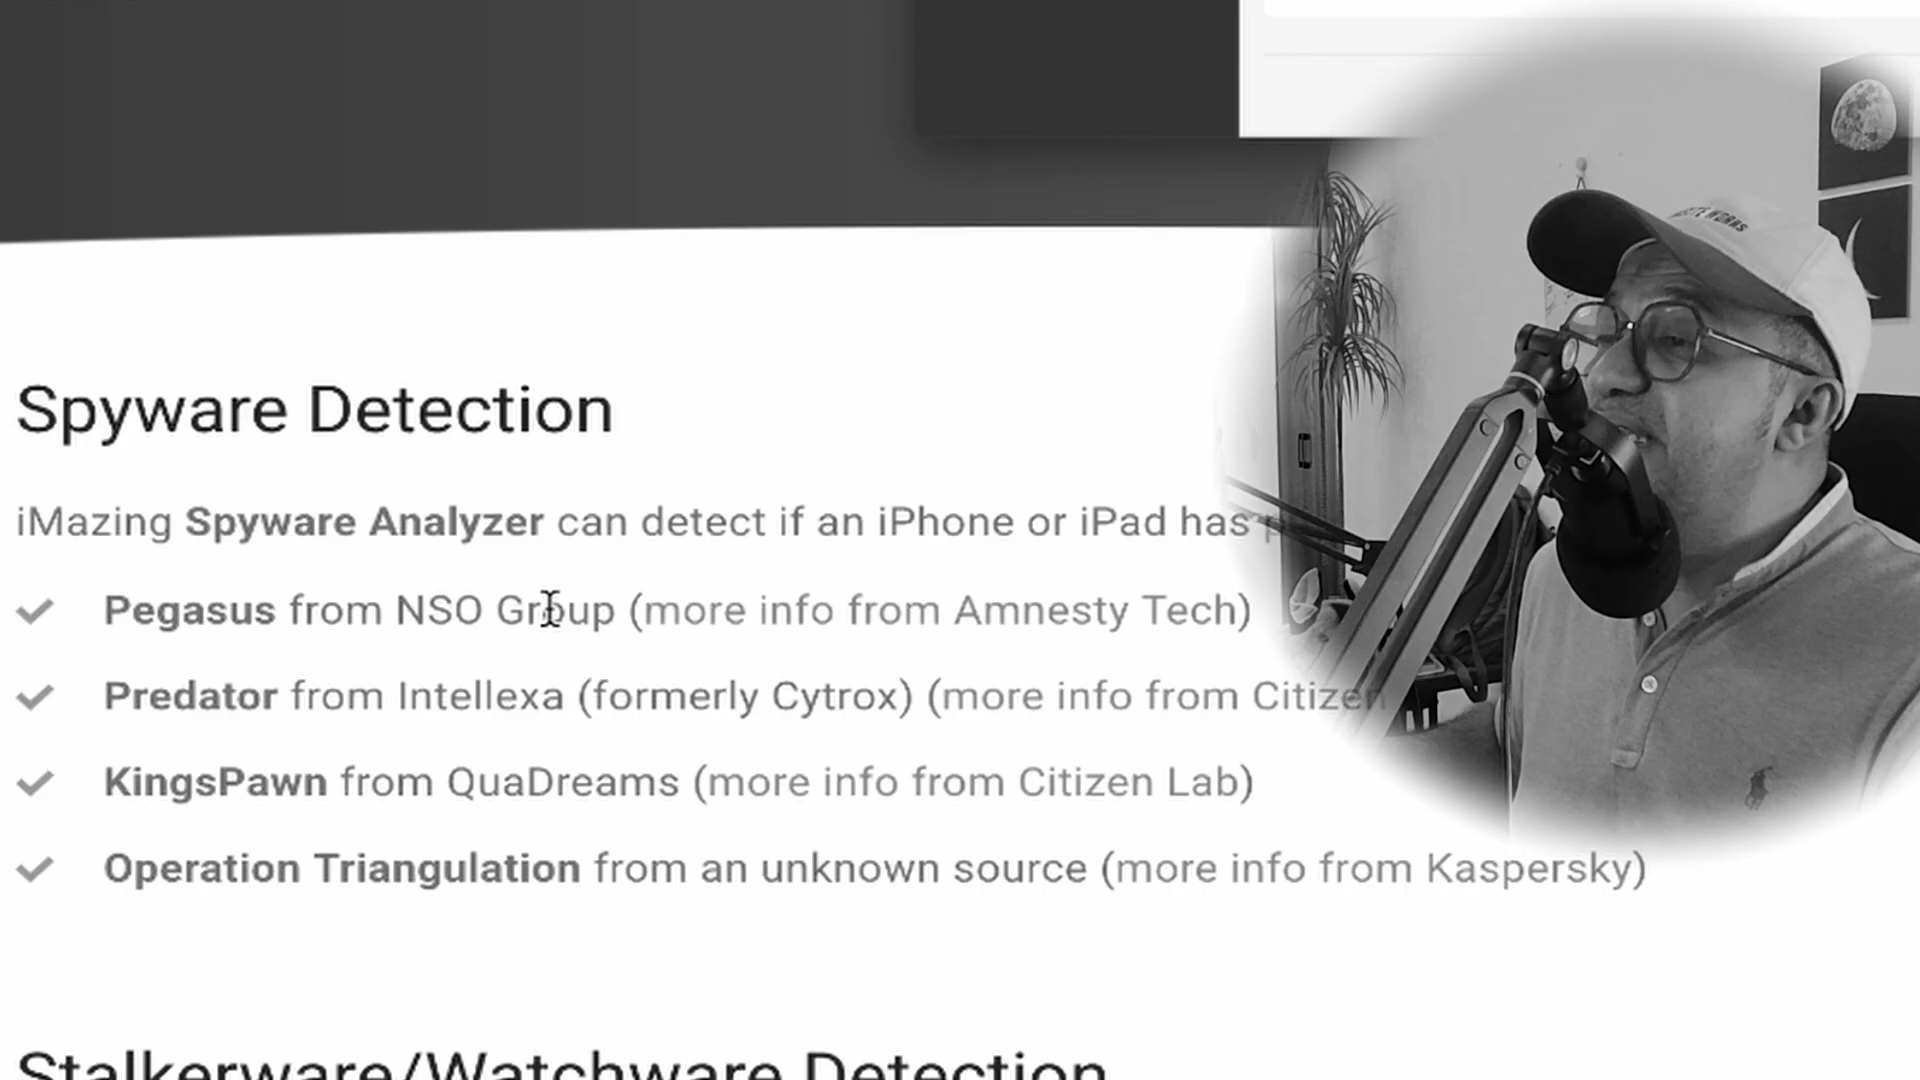 Spyware Detection
iMazing Spyware Analyzer can detect if an iPhone or iPad has
Pegasus from NSO Group (more info from Amnesty Tech)
Predator from Intellexa (formerly Cytrox) (more info from Citizen
KingsPawn from QuaDreams (more info from Citizen Lab)
Operation Triangulation from an unknown source (more info from Kaspersky)
Stalkerware/Watchware Detection